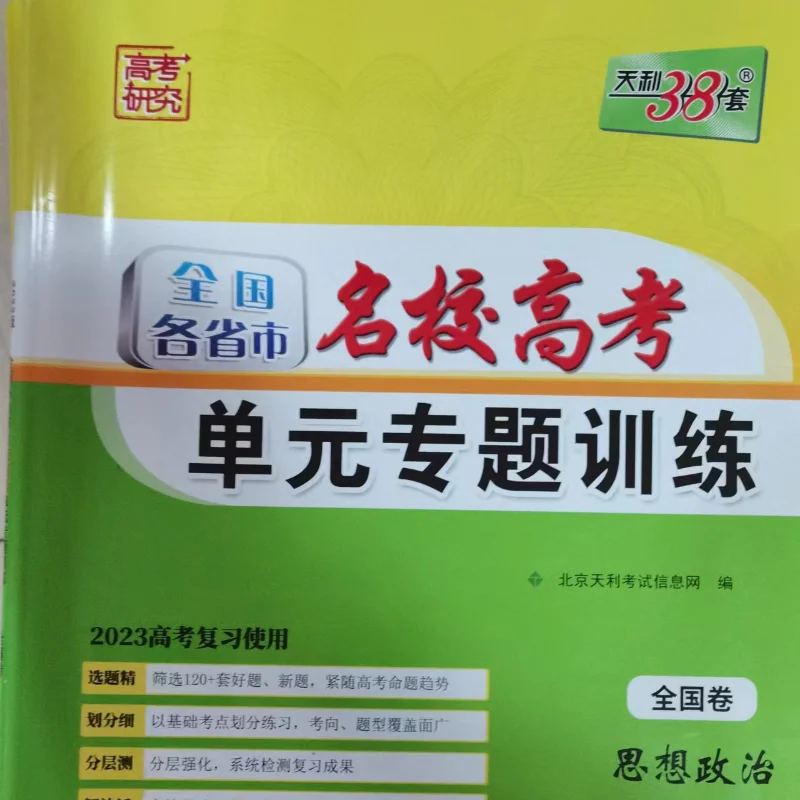 高考
研究
天利38套®
全国
各省市
名校高考
单元专题训练
北京天利考试信息网 编
2023高考复习使用
选题精 筛选120+套好题、新题，紧随高考命题趋势
划分细 以基础考点划分练习，考向、题型覆盖面广
分层测 分层强化，系统检测复习成果
全国卷
思想政治